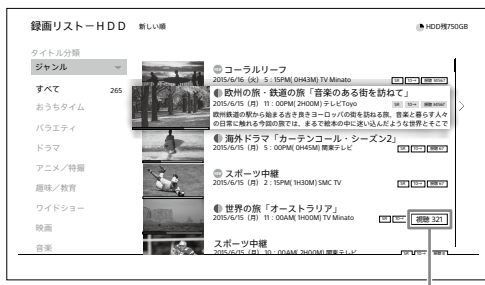 録画リスト－HDD 新しい順 HDD残750GB
タイトル分類
ジャンル
すべて 265
おうちタイム
バラエティ
ドラマ
アニメ／特撮
趣味／教育
ワイドショー
映画
音楽
コーラルリーフ
2015/6/16（火） 5：15PM( 0H43M) TV Minato
欧州の旅・鉄道の旅「音楽のある街を訪ねて」
2015/6/15（月） 11：00PM( 2H00M) テレビToyo
欧州鉄道の駅から始まる古き良きヨーロッパの街を訪ねる旅，音楽と暮らす人々
の日常に触れる今回の旅では、まるで絵本の中に迷い込んだような世界とそこで
海外ドラマ「カーテンコール・シーズン2」
2015/6/15（月） 5：00PM( 0H54M) 関東テレビ
スポーツ中継
2015/6/15（月） 2：15PM( 1H30M) SMC TV
世界の旅「オーストラリア」
2015/6/15（月） 11：00AM( 1H00M) TV Minato SR 10→ 視聴 321
スポーツ中継
2015/6/15（月） 10：00AM( 2H00M) 関東テレビ